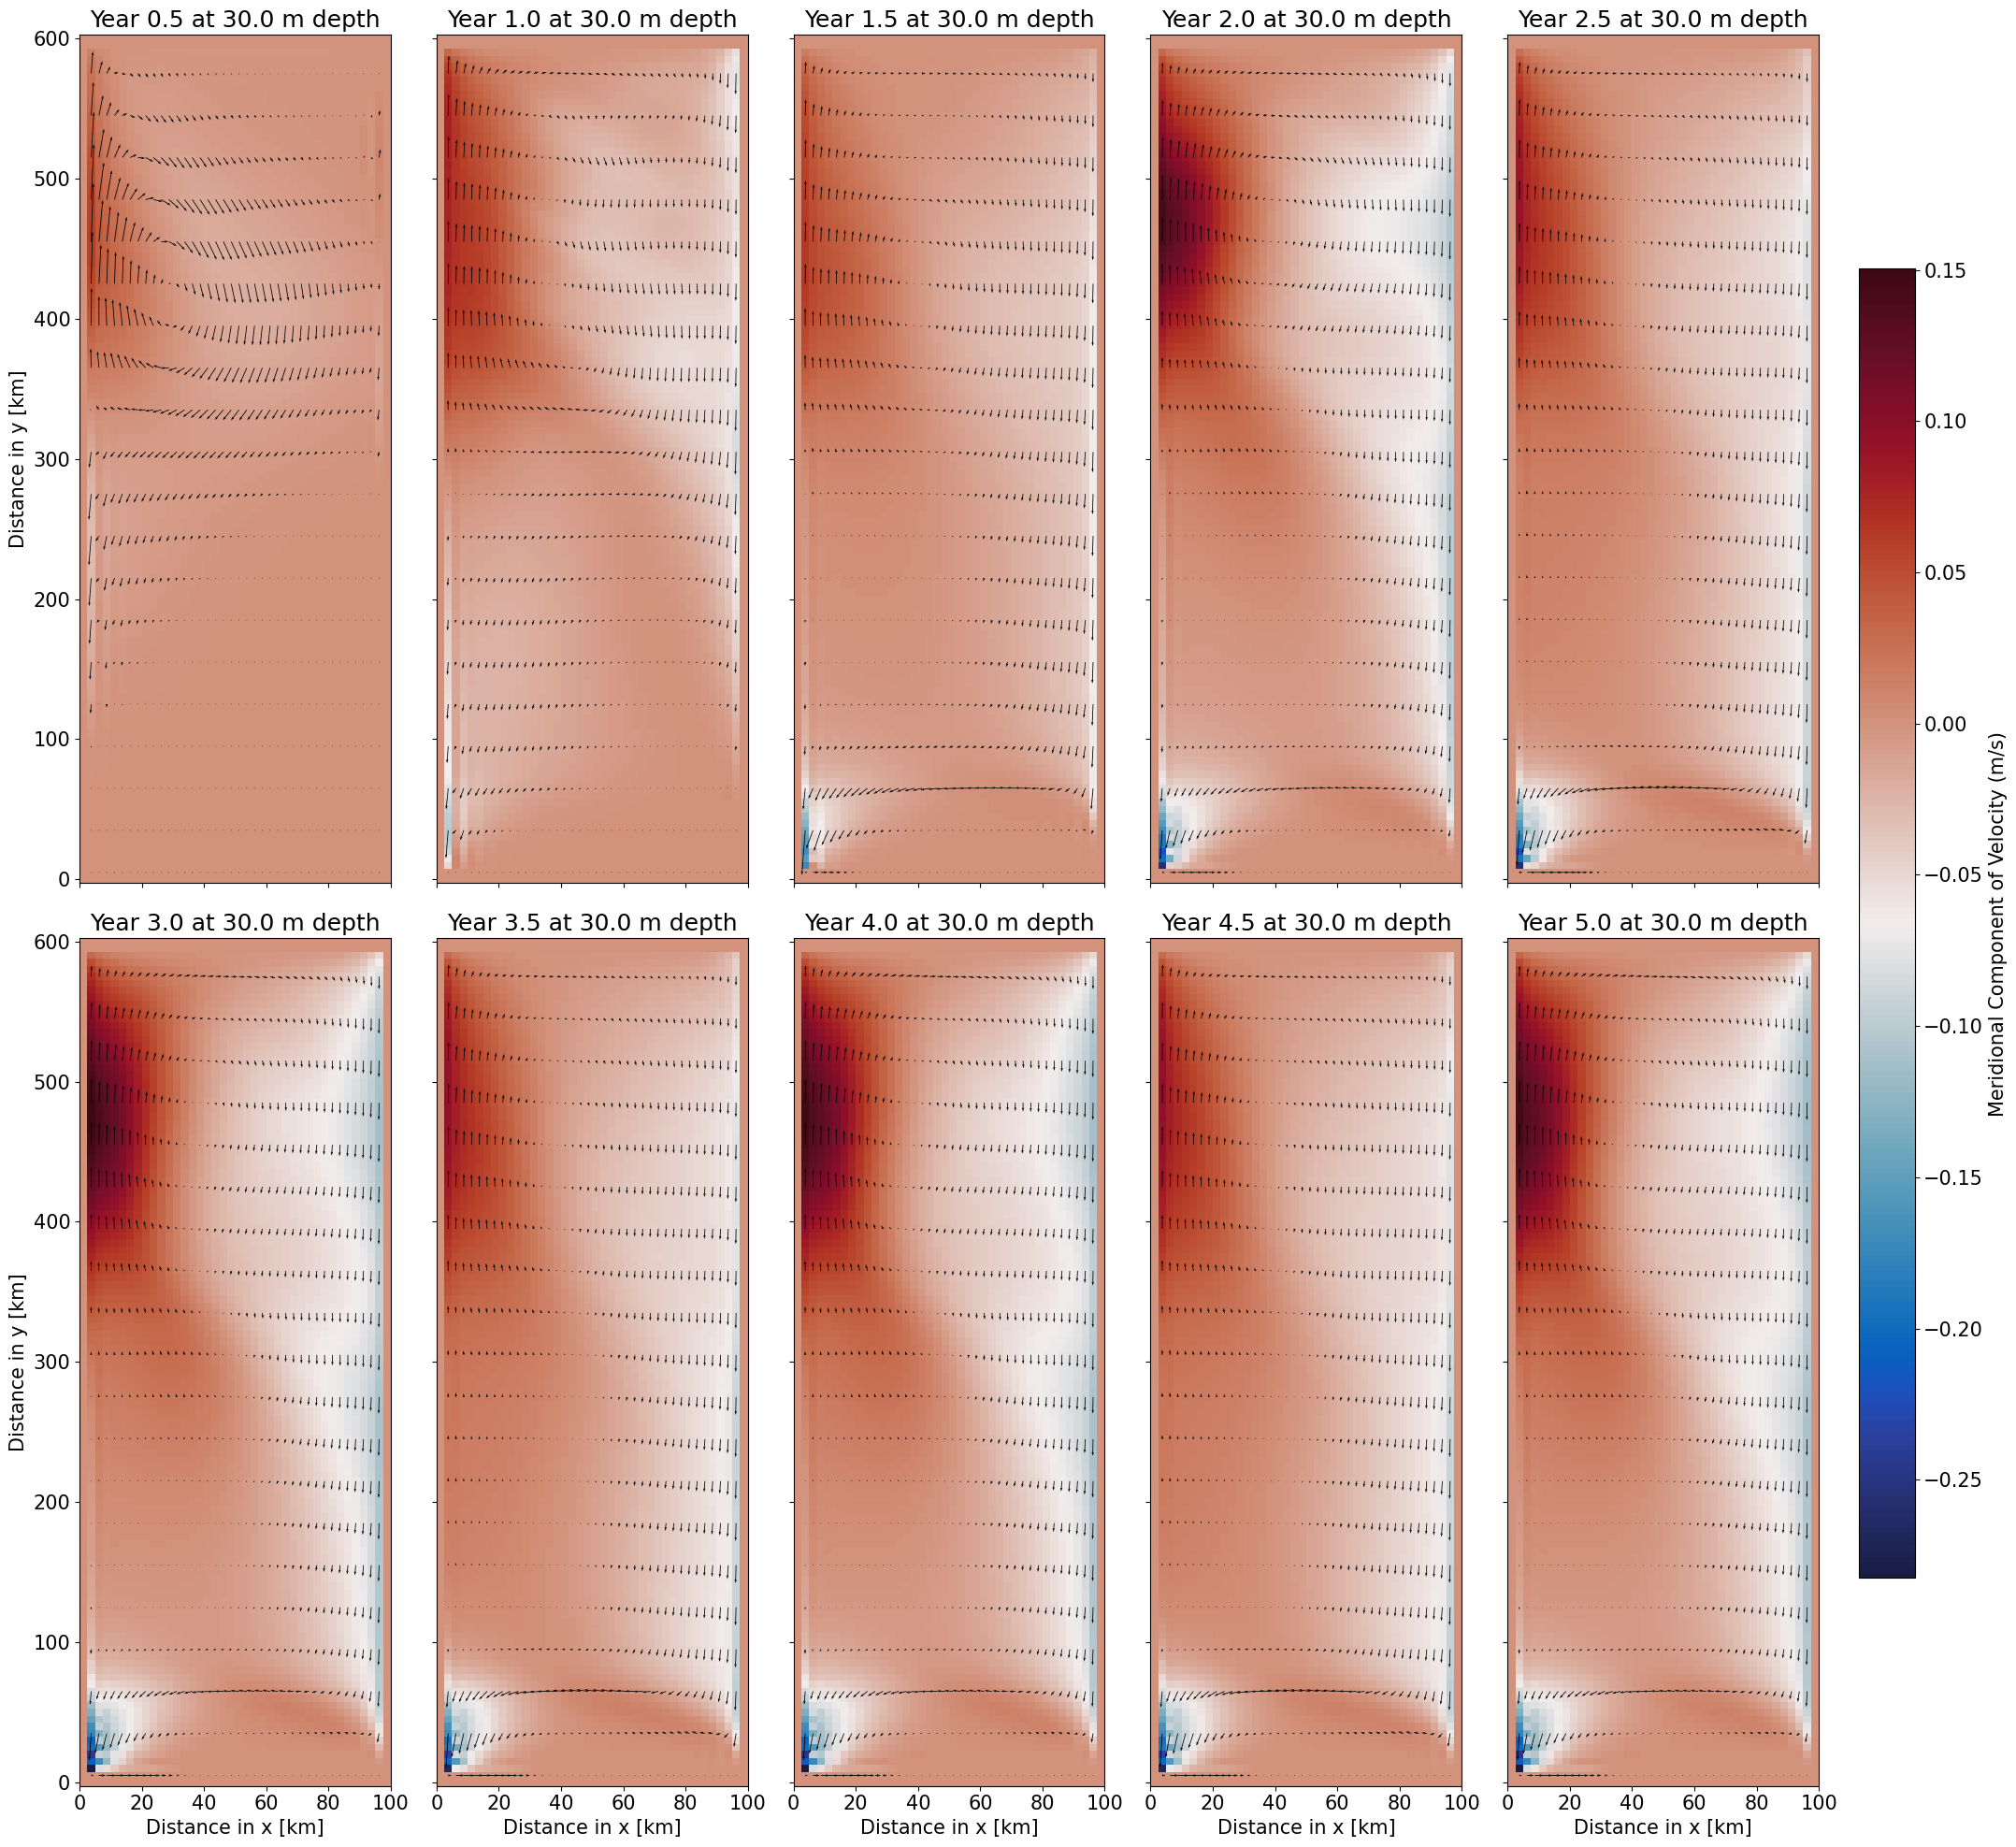 Year 0.5 at 30.0 m depth
Year 1.0 at 30.0 m depth
Year 1.5 at 30.0 m depth
Year 2.0 at 30.0 m depth
Year 2.5 at 30.0 m depth
600
500
400
300
200
100
0
Distance in y [km]
Year 3.0 at 30.0 m depth
Year 3.5 at 30.0 m depth
Year 4.0 at 30.0 m depth
Year 4.5 at 30.0 m depth
Year 5.0 at 30.0 m depth
600
500
400
300
200
100
0
Distance in y [km]
0 20 40 60 80 100
0 20 40 60 80 100
0 20 40 60 80 100
0 20 40 60 80 100
0 20 40 60 80 100
Distance in x [km]
Distance in x [km]
Distance in x [km]
Distance in x [km]
Distance in x [km]
0.15
0.10
0.05
0.00
−0.05
−0.10
−0.15
−0.20
−0.25
Meridional Component of Velocity (m/s)